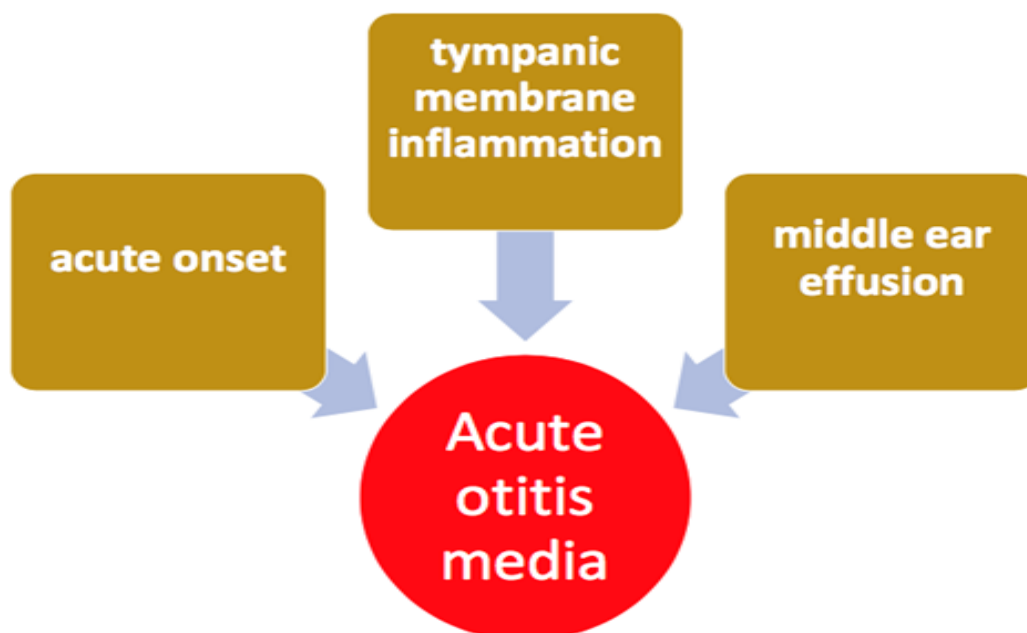 tympanic
membrane
inflammation
acute onset
middle ear
effusion
Acute
otitis
media